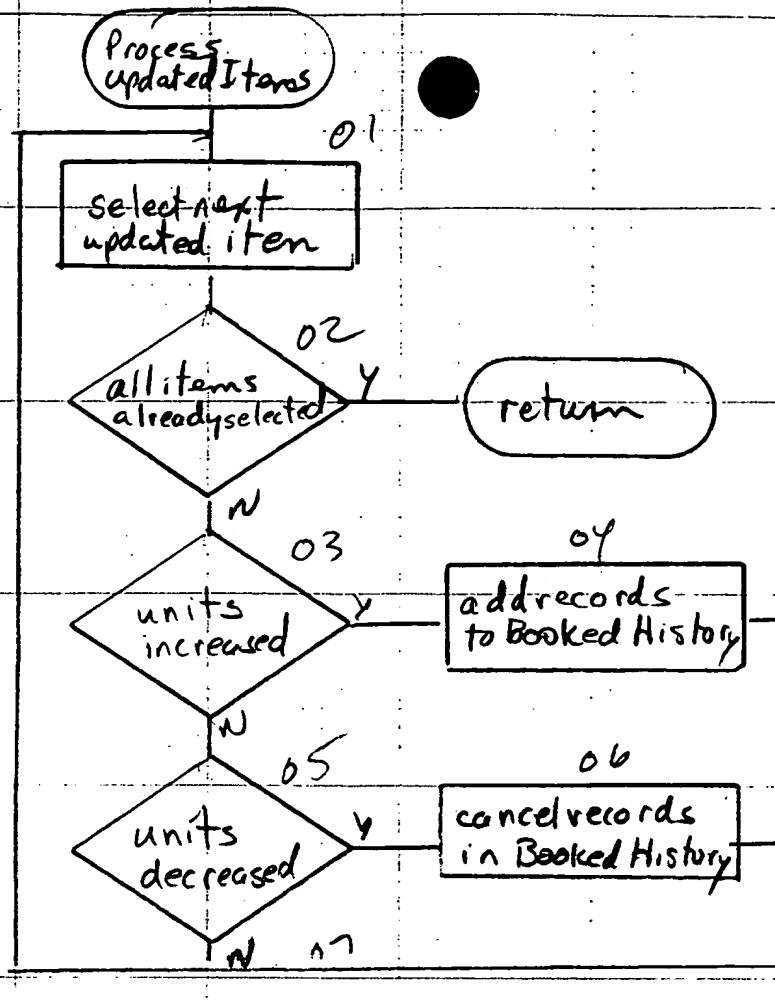 Process
updated Items
01
select next
updated item
02
all items
already selected
Y
return
N
03
units
increased
Y
04
add records
to Booked History
N
05
units
decreased
Y
06
cancel records
in Booked History
N
07